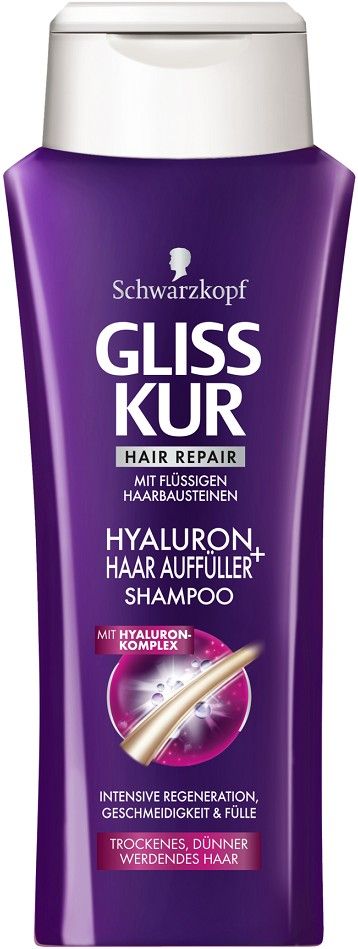 Schwarzkopf
GLISS
KUR
HAIR REPAIR
MIT FLÜSSIGEN
HAARBAUSTEINEN
HYALURON
HAAR AUFFÜLLER+
SHAMPOO
MIT HYALURON-
KOMPLEX
INTENSIVE REGENERATION,
GESCHMEIDIGKEIT & FÜLLE
TROCKENES, DÜNNER
WERDENDES HAAR